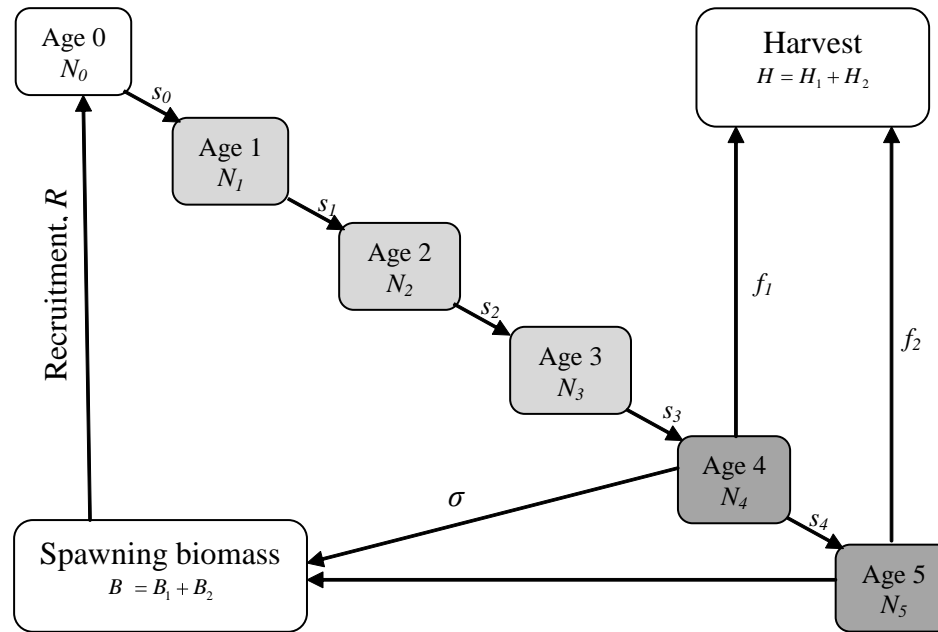 Age 0
N0
s0
Age 1
N1
s1
Age 2
N2
s2
Age 3
N3
s3
Age 4
N4
s4
Age 5
N5
Harvest
H = H1 + H2
f1
f2
σ
Recruitment, R
Spawning biomass
B = B1 + B2